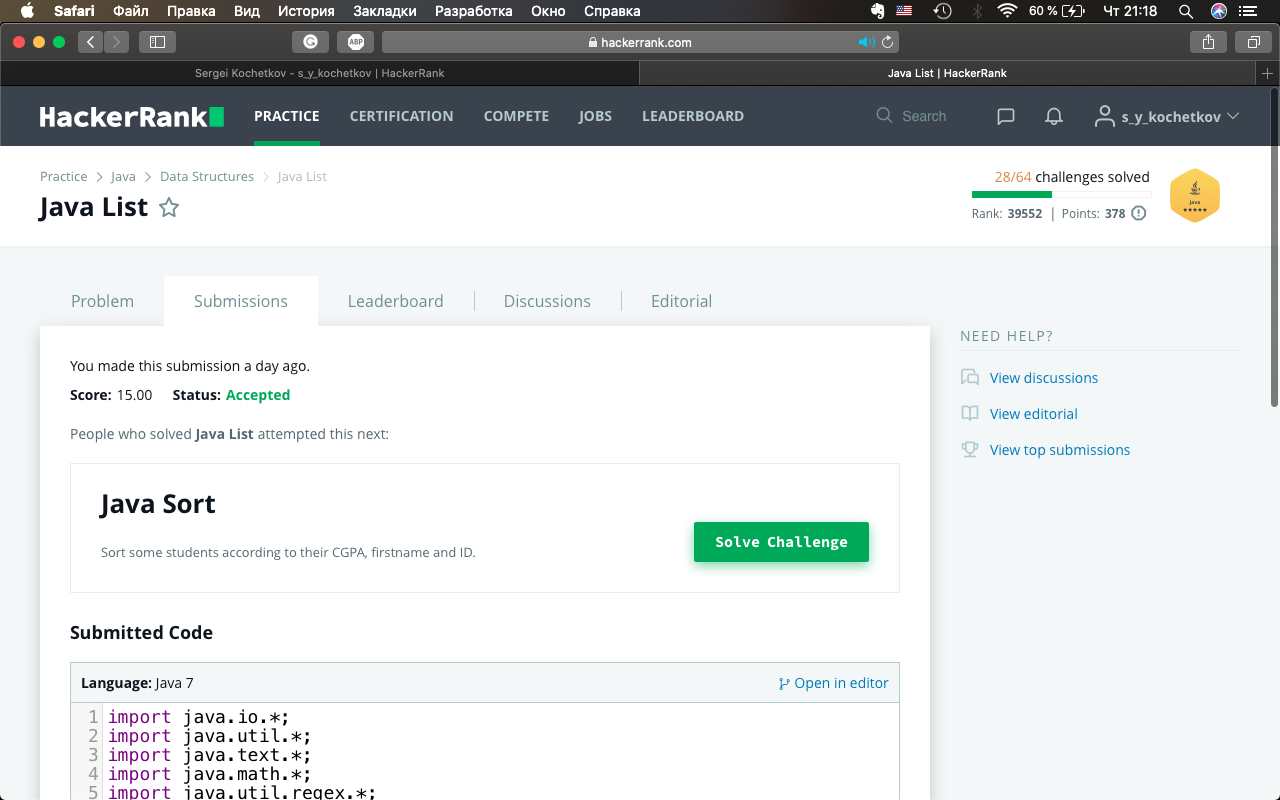 Safari Файл Правка Вид История Закладки Разработка Окно Справка 60 % Чт 21:18
ABP hackerrank.com
Sergei Kochetkov - s_y_kochetkov | HackerRank Java List | HackerRank
HackerRank PRACTICE CERTIFICATION COMPETE JOBS LEADERBOARD Search s_y_kochetkov
Practice > Java > Data Structures > Java List
28/64 challenges solved
Java List
Rank: 39552 | Points: 378
Java
Problem Submissions Leaderboard Discussions Editorial
You made this submission a day ago.
Score: 15.00 Status: Accepted
People who solved Java List attempted this next:
Java Sort
Sort some students according to their CGPA, firstname and ID.
Solve Challenge
Submitted Code
Language: Java 7 Open in editor
1 import java.io.*;
2 import java.util.*;
3 import java.text.*;
4 import java.math.*;
5 import java.util.regex.*;
NEED HELP?
View discussions
View editorial
View top submissions